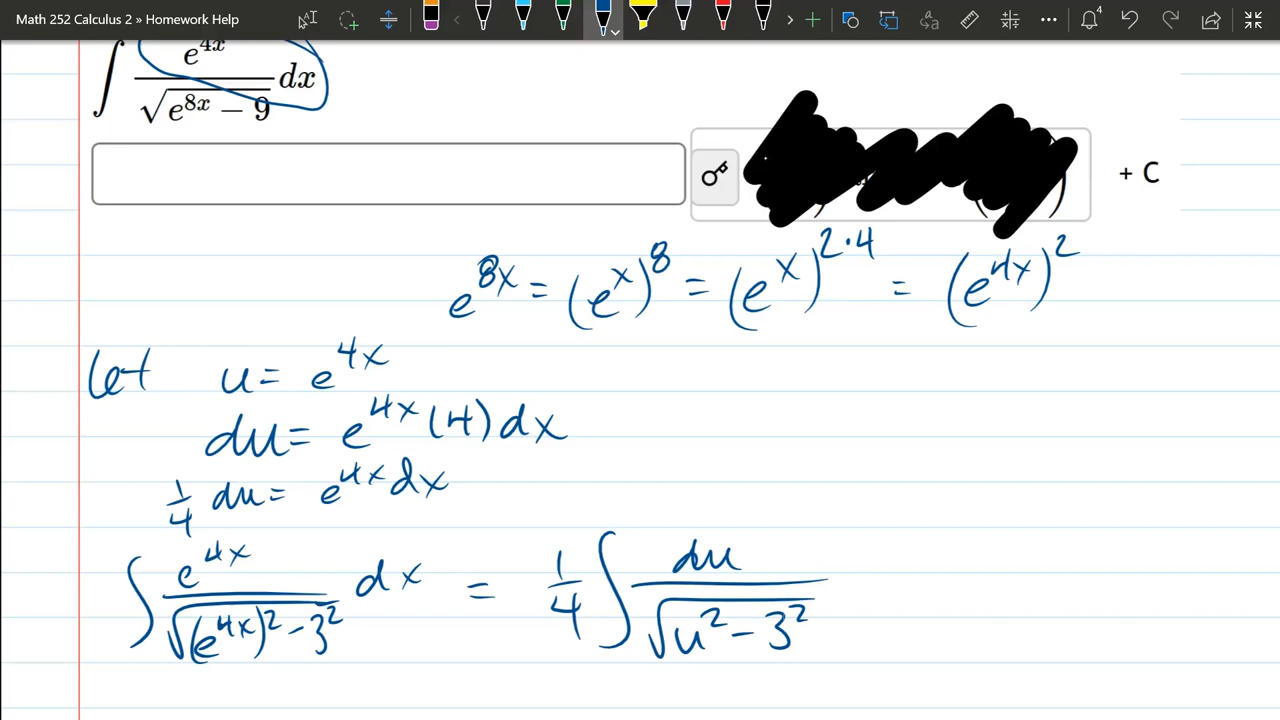 Math 252 Calculus 2 » Homework Help
4
∫ e^{4x} / √(e^{8x} − 9) dx
+ C
e^{8x} = (e^x)^8 = (e^x)^{2·4} = (e^{4x})^2
Let u = e^{4x}
du = e^{4x}(4)dx
1/4 du = e^{4x}dx
∫ e^{4x} / √((e^{4x})^2 − 3^2) dx = 1/4 ∫ du / √(u^2 − 3^2)